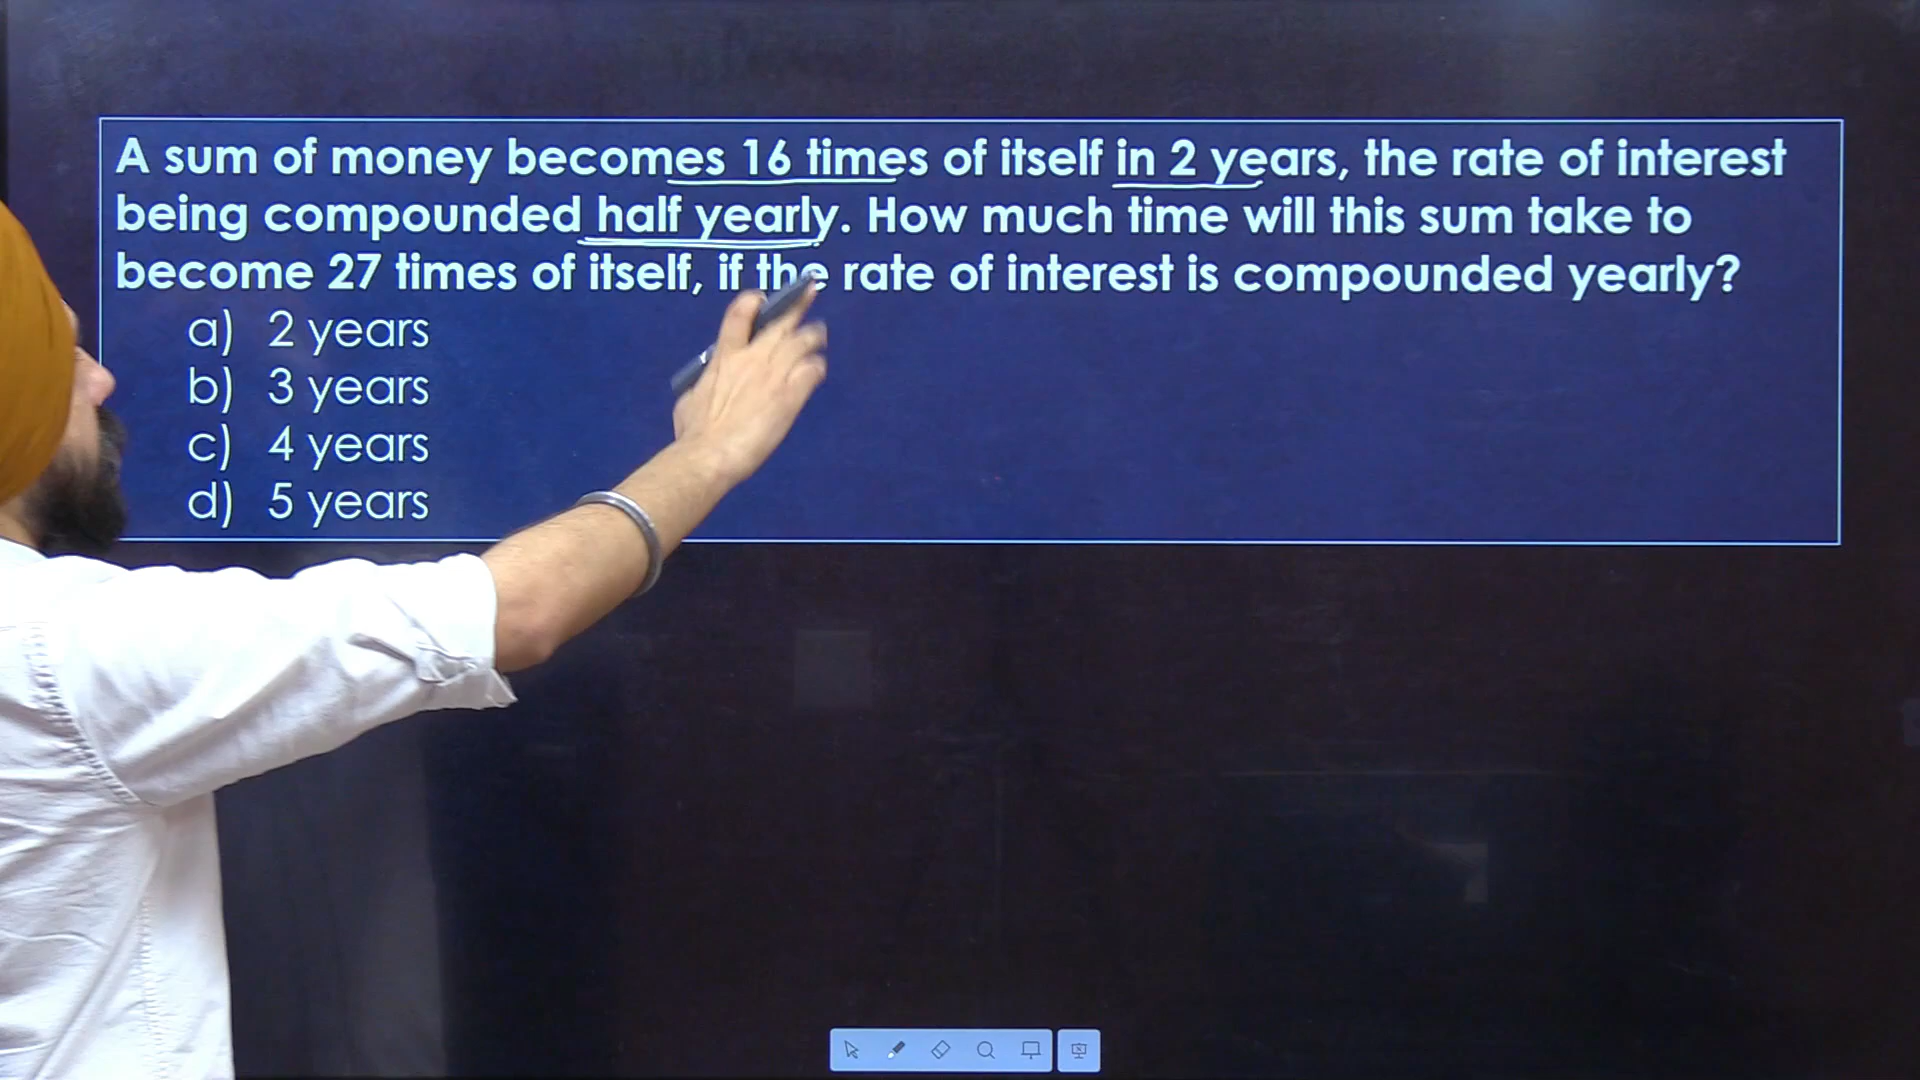 A sum of money becomes 16 times of itself in 2 years, the rate of interest
being compounded half yearly. How much time will this sum take to
become 27 times of itself, if the rate of interest is compounded yearly?
a) 2 years
b) 3 years
c) 4 years
d) 5 years